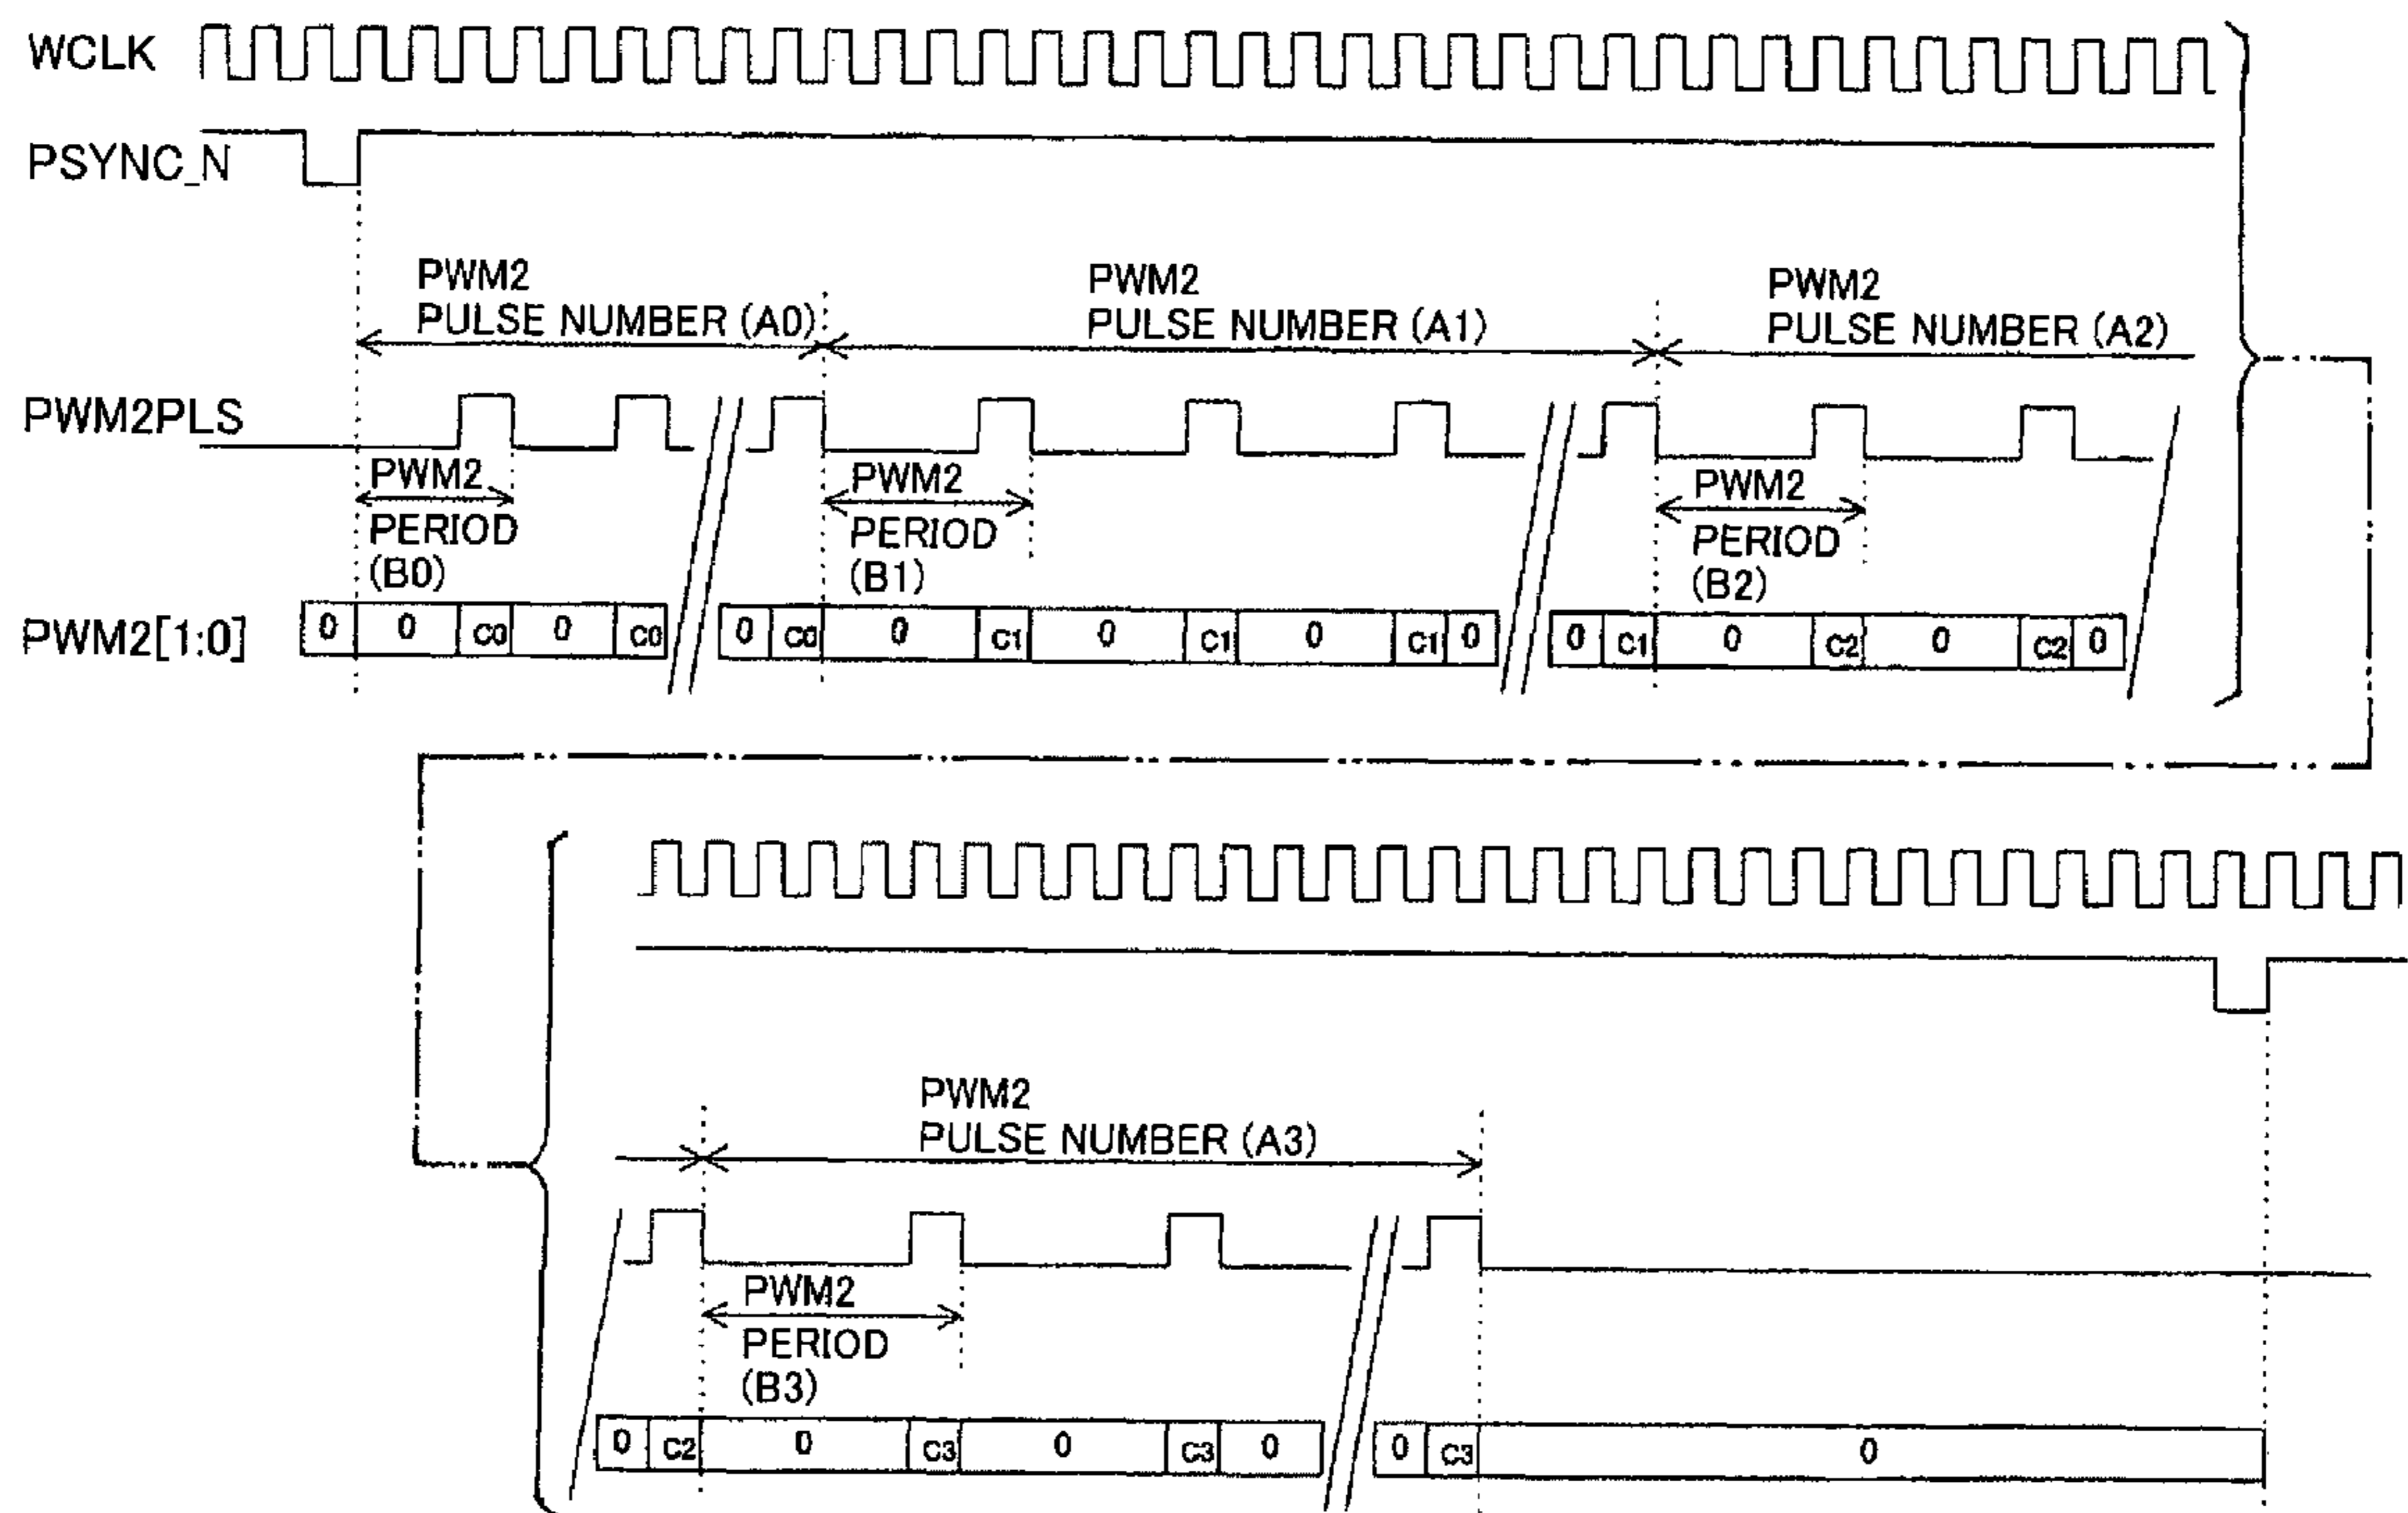 WCLK
PSYNC_N
PWM2
PULSE NUMBER (A0)
PWM2
PULSE NUMBER (A1)
PWM2
PULSE NUMBER (A2)
PWM2PLS
PWM2
PERIOD
(B0)
PWM2
PERIOD
(B1)
PWM2
PERIOD
(B2)
PWM2[1:0]
0 0 C0 0 C0 0 C0 0 C1 0 C1 0 C1 0 0 C1 0 C2 0 C2 0
PWM2
PULSE NUMBER (A3)
PWM2
PERIOD
(B3)
0 C2 0 C3 0 C3 0 0 C3 0